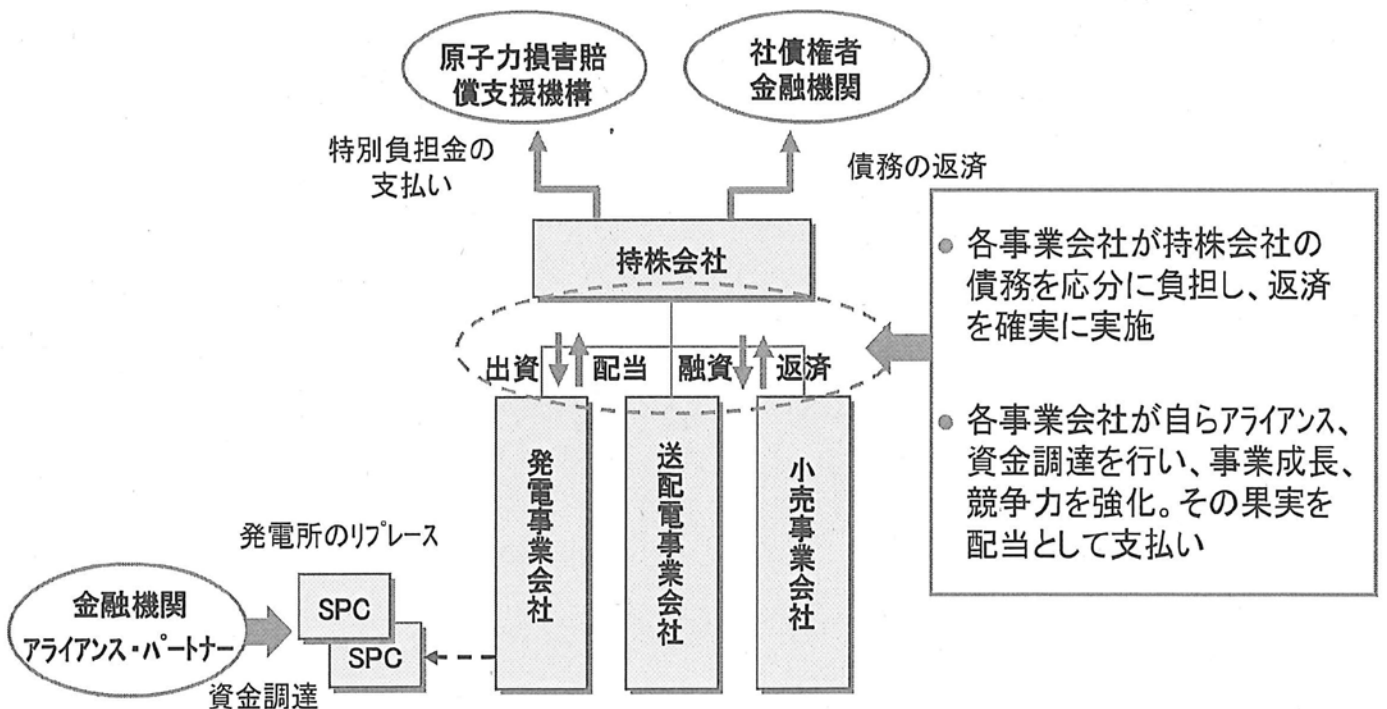 原子力損害賠
償支援機構
社債権者
金融機関
特別負担金の
支払い
債務の返済
持株会社
● 各事業会社が持株会社の
債務を応分に負担し、返済
を確実に実施
● 各事業会社が自らアライアンス、
資金調達を行い、事業成長、
競争力を強化。その果実を
配当として支払い
出資
配当
融資
返済
発電事業会社
送配電事業会社
小売事業会社
発電所のリプレース
金融機関
アライアンス・パートナー
SPC
SPC
資金調達